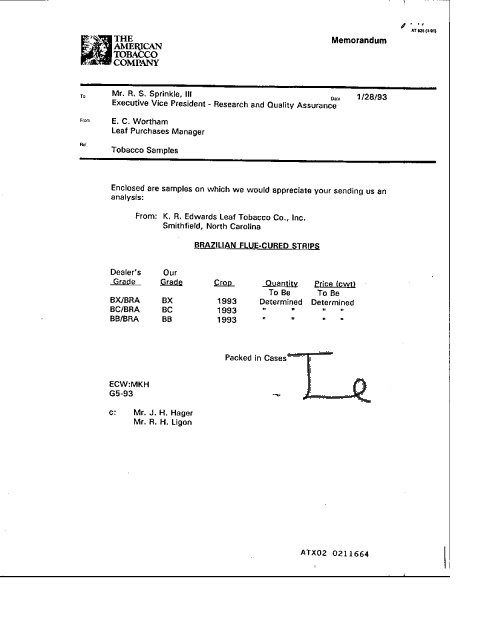 AT 825 (1-91)
Memorandum
THE
AMERICAN
TOBACCO
COMPANY
To Mr. R. S. Sprinkle, III Date 1/28/93
Executive Vice President - Research and Quality Assurance
From E. C. Wortham
Leaf Purchases Manager
Re: Tobacco Samples
Enclosed are samples on which we would appreciate your sending us an
analysis:
From: K. R. Edwards Leaf Tobacco Co., Inc.
Smithfield, North Carolina
BRAZILIAN FLUE-CURED STRIPS
Dealer's Our
Grade Grade Crop Quantity Price (cwt)
To Be To Be
BX/BRA BX 1993 Determined Determined
BC/BRA BC 1993 " " " "
BB/BRA BB 1993 " " " "
Packed in Cases
ECW:MKH
G5-93
c: Mr. J. H. Hager
Mr. R. H. Ligon
ATX02 0211664